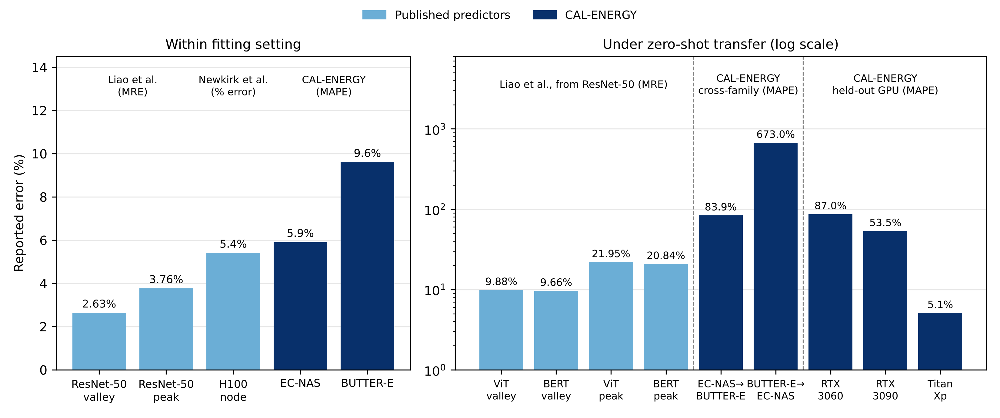 Published predictors
CAL-ENERGY
Within fitting setting
Reported error (%)
14
12
10
8
6
4
2
0
Liao et al.
(MRE)
Newkirk et al.
(% error)
CAL-ENERGY
(MAPE)
2.63%
3.76%
5.4%
5.9%
9.6%
ResNet-50
valley
ResNet-50
peak
H100
node
EC-NAS
BUTTER-E
Under zero-shot transfer (log scale)
10³
10²
10¹
10⁰
Liao et al., from ResNet-50 (MRE)
CAL-ENERGY
cross-family (MAPE)
CAL-ENERGY
held-out GPU (MAPE)
9.88%
9.66%
21.95%
20.84%
83.9%
673.0%
87.0%
53.5%
5.1%
ViT
valley
BERT
valley
ViT
peak
BERT
peak
EC-NAS→
BUTTER-E
BUTTER-E→
EC-NAS
RTX
3060
RTX
3090
Titan
Xp